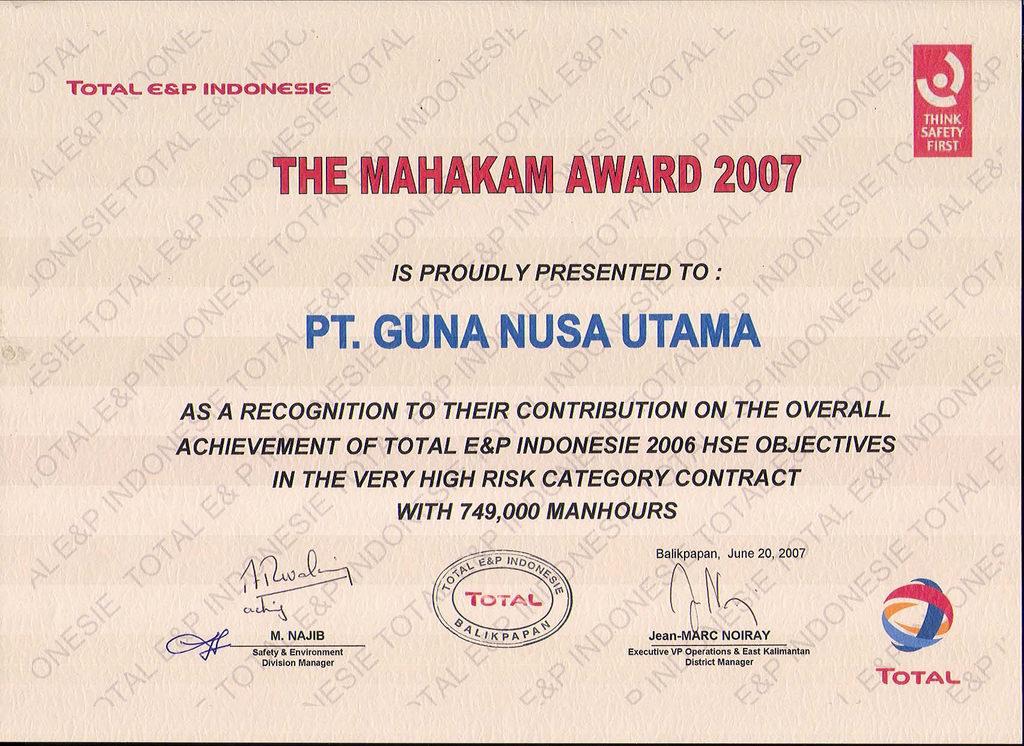 TOTAL E&P INDONESIE
THINK
SAFETY
FIRST
THE MAHAKAM AWARD 2007
IS PROUDLY PRESENTED TO :
PT. GUNA NUSA UTAMA
AS A RECOGNITION TO THEIR CONTRIBUTION ON THE OVERALL
ACHIEVEMENT OF TOTAL E&P INDONESIE 2006 HSE OBJECTIVES
IN THE VERY HIGH RISK CATEGORY CONTRACT
WITH 749,000 MANHOURS
Balikpapan, June 20, 2007
acting
TOTAL E&P INDONESIE
TOTAL
BALIKPAPAN
M. NAJIB
Safety & Environment
Division Manager
Jean-MARC NOIRAY
Executive VP Operations & East Kalimantan
District Manager
TOTAL